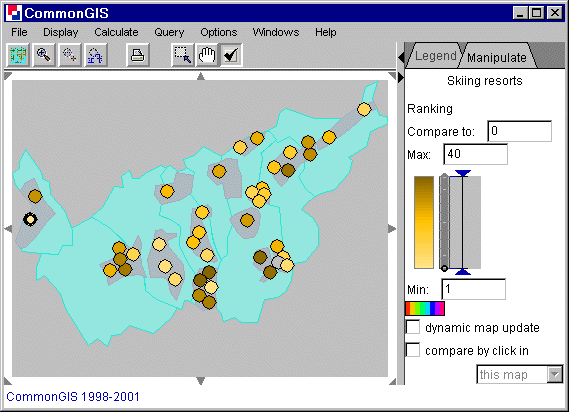 CommonGIS
File Display Calculate Query Options Windows Help
Legend Manipulate
Skiing resorts
Ranking
Compare to: 0
Max: 40
Min: 1
dynamic map update
compare by click in
this map
CommonGIS 1998-2001